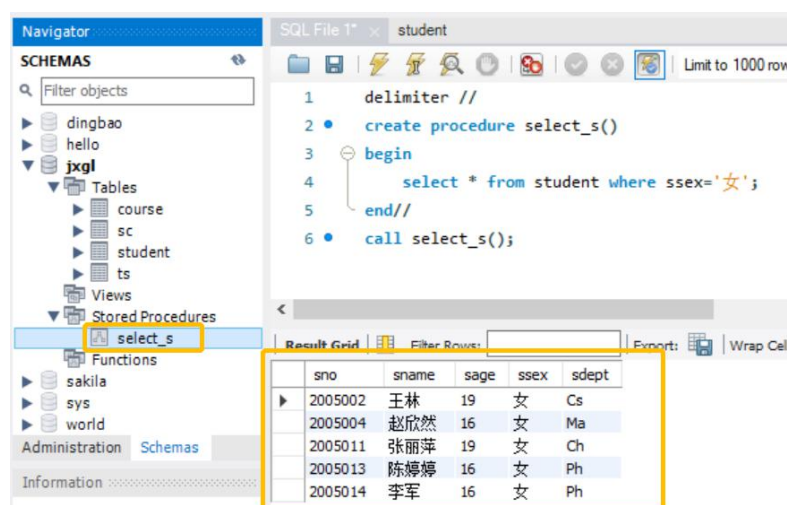 Navigator
SCHEMAS
Filter objects
dingbao
hello
jxgl
Tables
course
sc
student
ts
Views
Stored Procedures
select_s
Functions
sakila
sys
world
Administration Schemas
Information
SQL File 1* × student
Limit to 1000 row
1 delimiter //
2 create procedure select_s()
3 begin
4 select * from student where ssex='女';
5 end//
6 call select_s();
Result Grid Filter Rows: Export: Wrap Cel
sno sname sage ssex sdept
2005002 王林 19 女 Cs
2005004 赵欣然 16 女 Ma
2005011 张丽萍 19 女 Ch
2005013 陈婷婷 16 女 Ph
2005014 李军 16 女 Ph